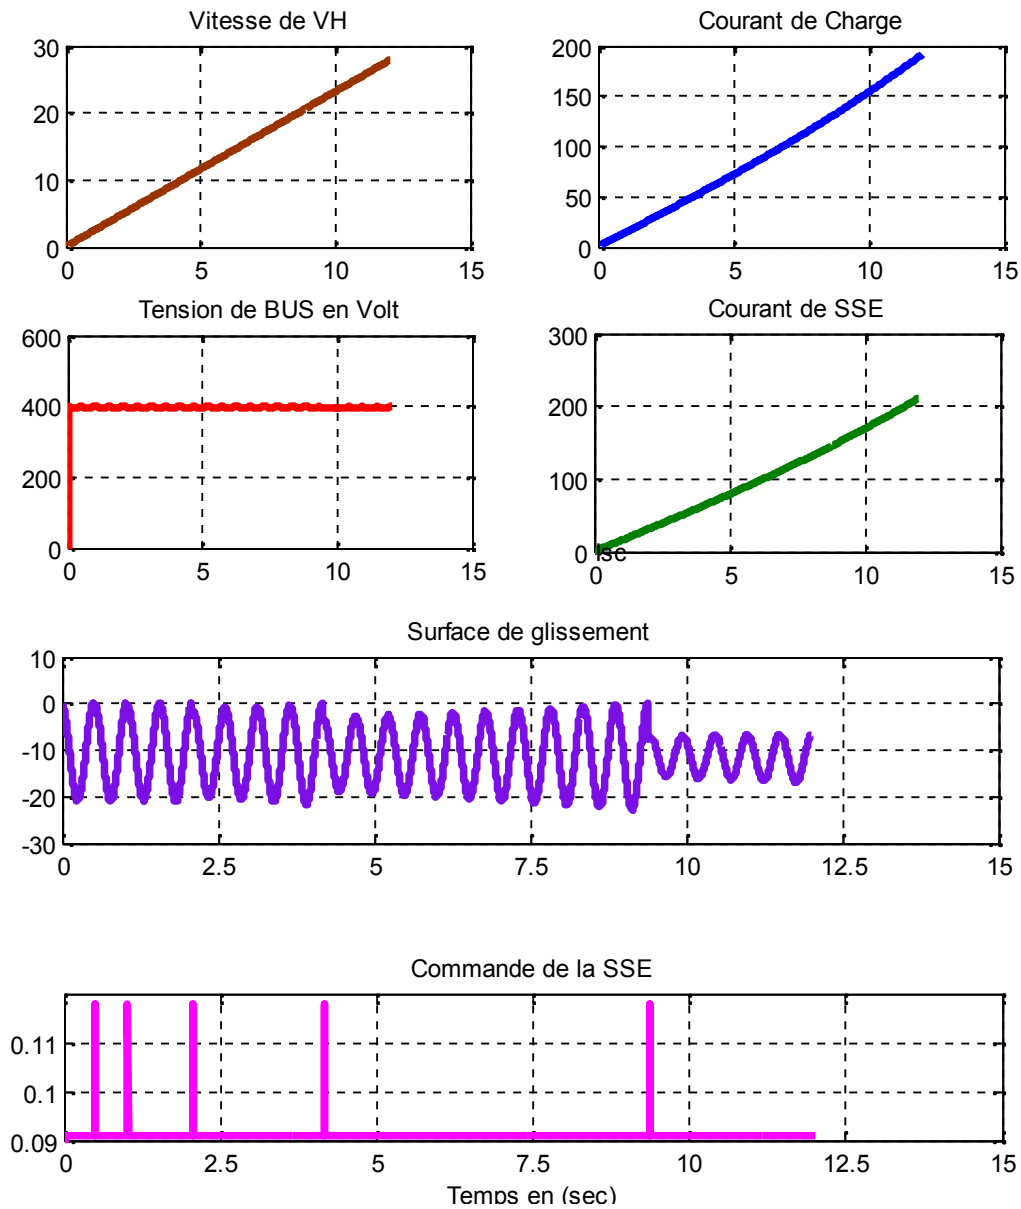 Vitesse de VH
30
20
10
0
0 5 10 15
Courant de Charge
200
150
100
50
0
0 5 10 15
Tension de BUS en Volt
600
400
200
0
0 5 10 15
Courant de SSE
300
200
100
0
Isc
0 5 10 15
Surface de glissement
10
0
-10
-20
-30
0 2.5 5 7.5 10 12.5 15
Commande de la SSE
0.11
0.1
0.09
0 2.5 5 7.5 10 12.5 15
Temps en (sec)